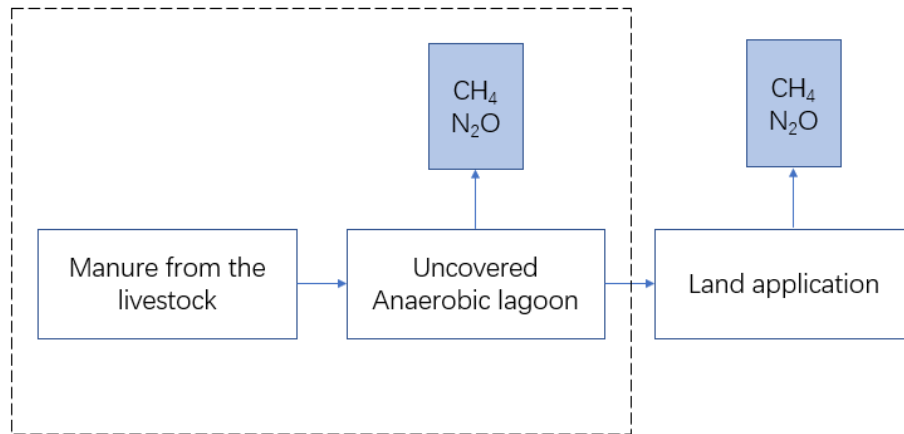 CH₄
N₂O
CH₄
N₂O
Manure from the
livestock
Uncovered
Anaerobic lagoon
Land application